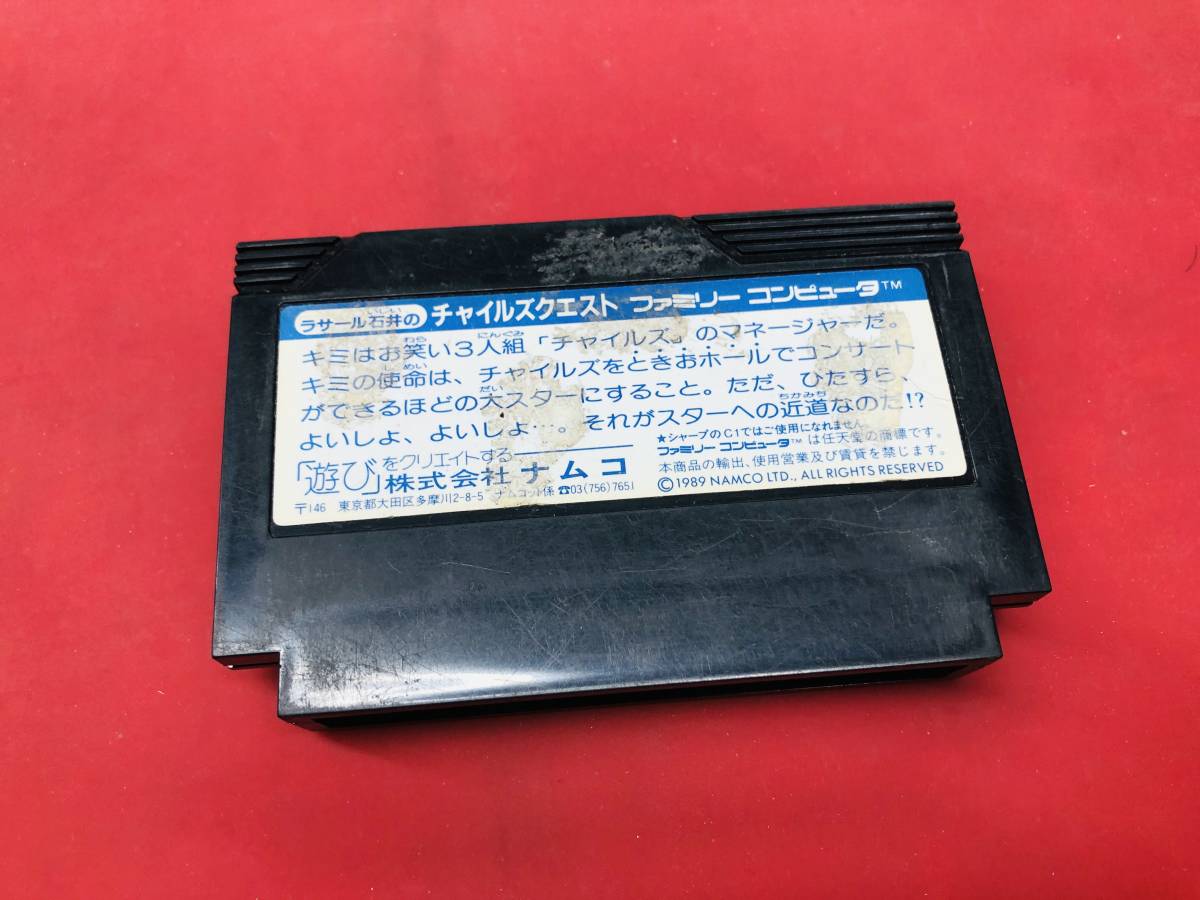 ラサール石井の チャイルズクエスト ファミリー コンピュータ™
キミはお笑い3人組「チャイルズ」のマネージャーだ。
キミの使命は、チャイルズをときおホールでコンサート
ができるほどの大スターにすること。ただ、ひたすら、
よいしょ、よいしょ…。それがスターへの近道なのだ!?
★シャープのC1ではご使用になれません。
「遊び」をクリエイトする
ファミリー コンピュータ™は任天堂の商標です。
株式会社ナムコ
本商品の輸出、使用営業及び賃貸を禁じます。
〒146 東京都大田区多摩川2-8-5 ナムコット係 ☎03(756)7651
©1989 NAMCO LTD., ALL RIGHTS RESERVED